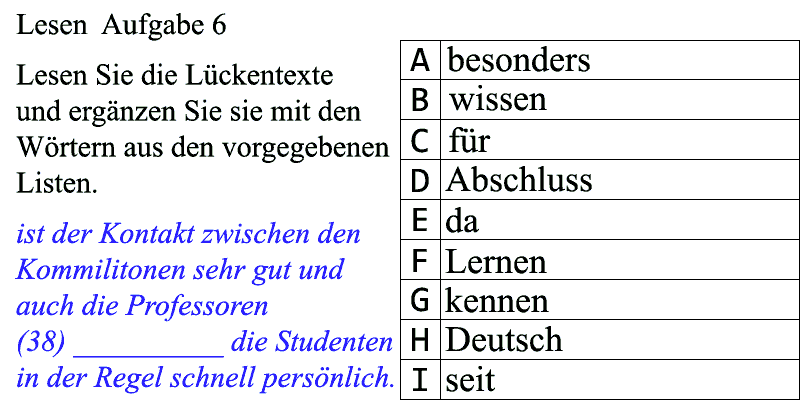 Lesen Aufgabe 6
Lesen Sie die Lückentexte
und ergänzen Sie sie mit den
Wörtern aus den vorgegebenen
Listen.
ist der Kontakt zwischen den
Kommilitonen sehr gut und
auch die Professoren
(38) __________ die Studenten
in der Regel schnell persönlich.
A besonders
B wissen
C für
D Abschluss
E da
F Lernen
G kennen
H Deutsch
I seit